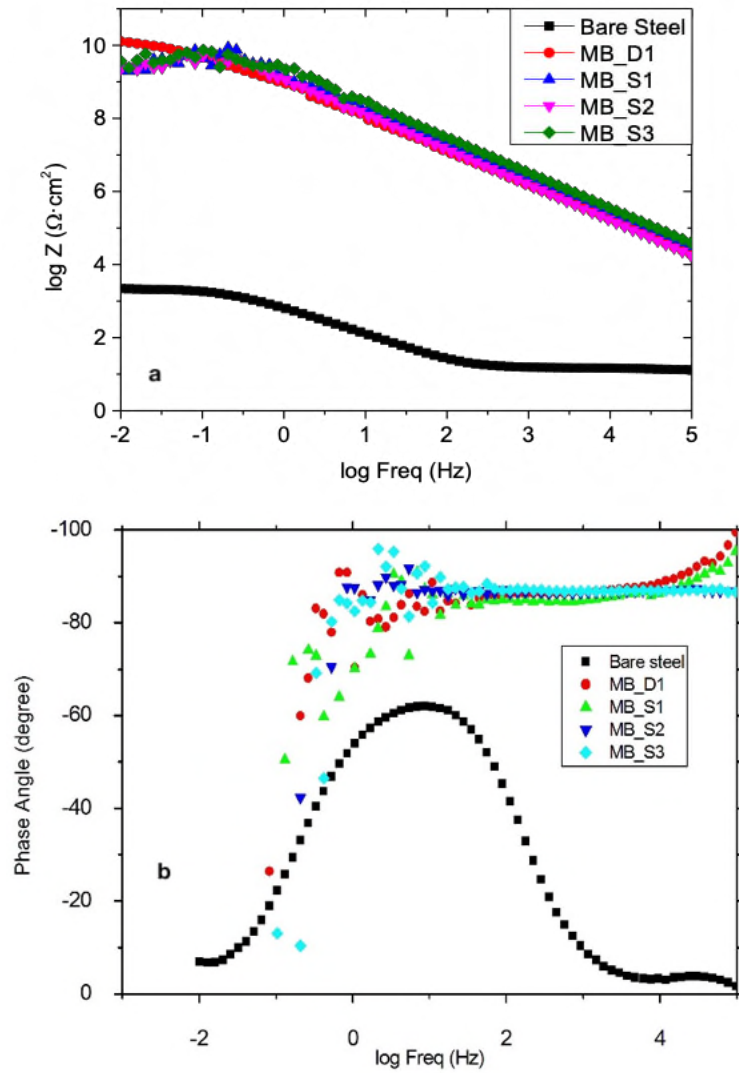 Bare Steel
MB_D1
MB_S1
MB_S2
MB_S3
10
8
6
4
2
0
log Z (Ω·cm²)
a
-2
-1
0
1
2
3
4
5
log Freq (Hz)
-100
-80
-60
-40
-20
0
Phase Angle (degree)
Bare steel
MB_D1
MB_S1
MB_S2
MB_S3
b
-2
0
2
4
log Freq (Hz)